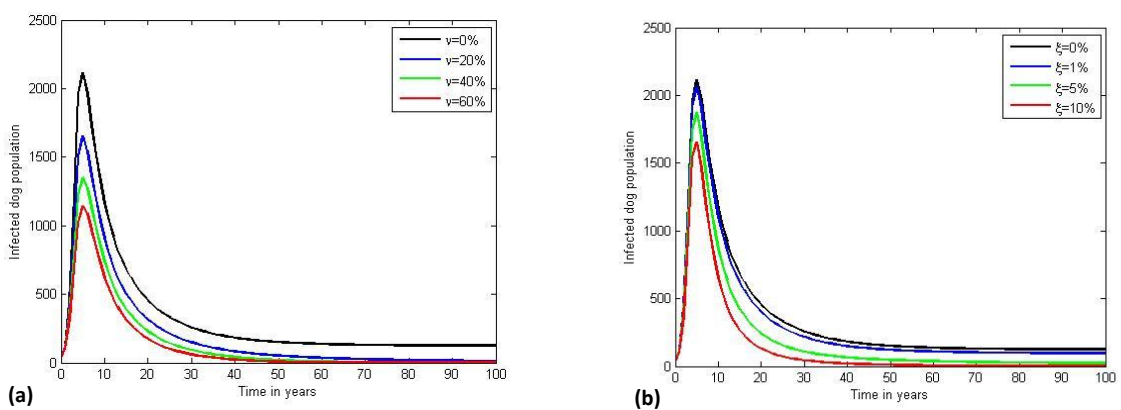 2500
2000
1500
1000
500
0
Infected dog population
0 10 20 30 40 50 60 70 80 90 100
Time in years
ν=0%
ν=20%
ν=40%
ν=60%
(a)
2500
2000
1500
1000
500
0
Infected dog population
0 10 20 30 40 50 60 70 80 90 100
Time in years
ξ=0%
ξ=1%
ξ=5%
ξ=10%
(b)